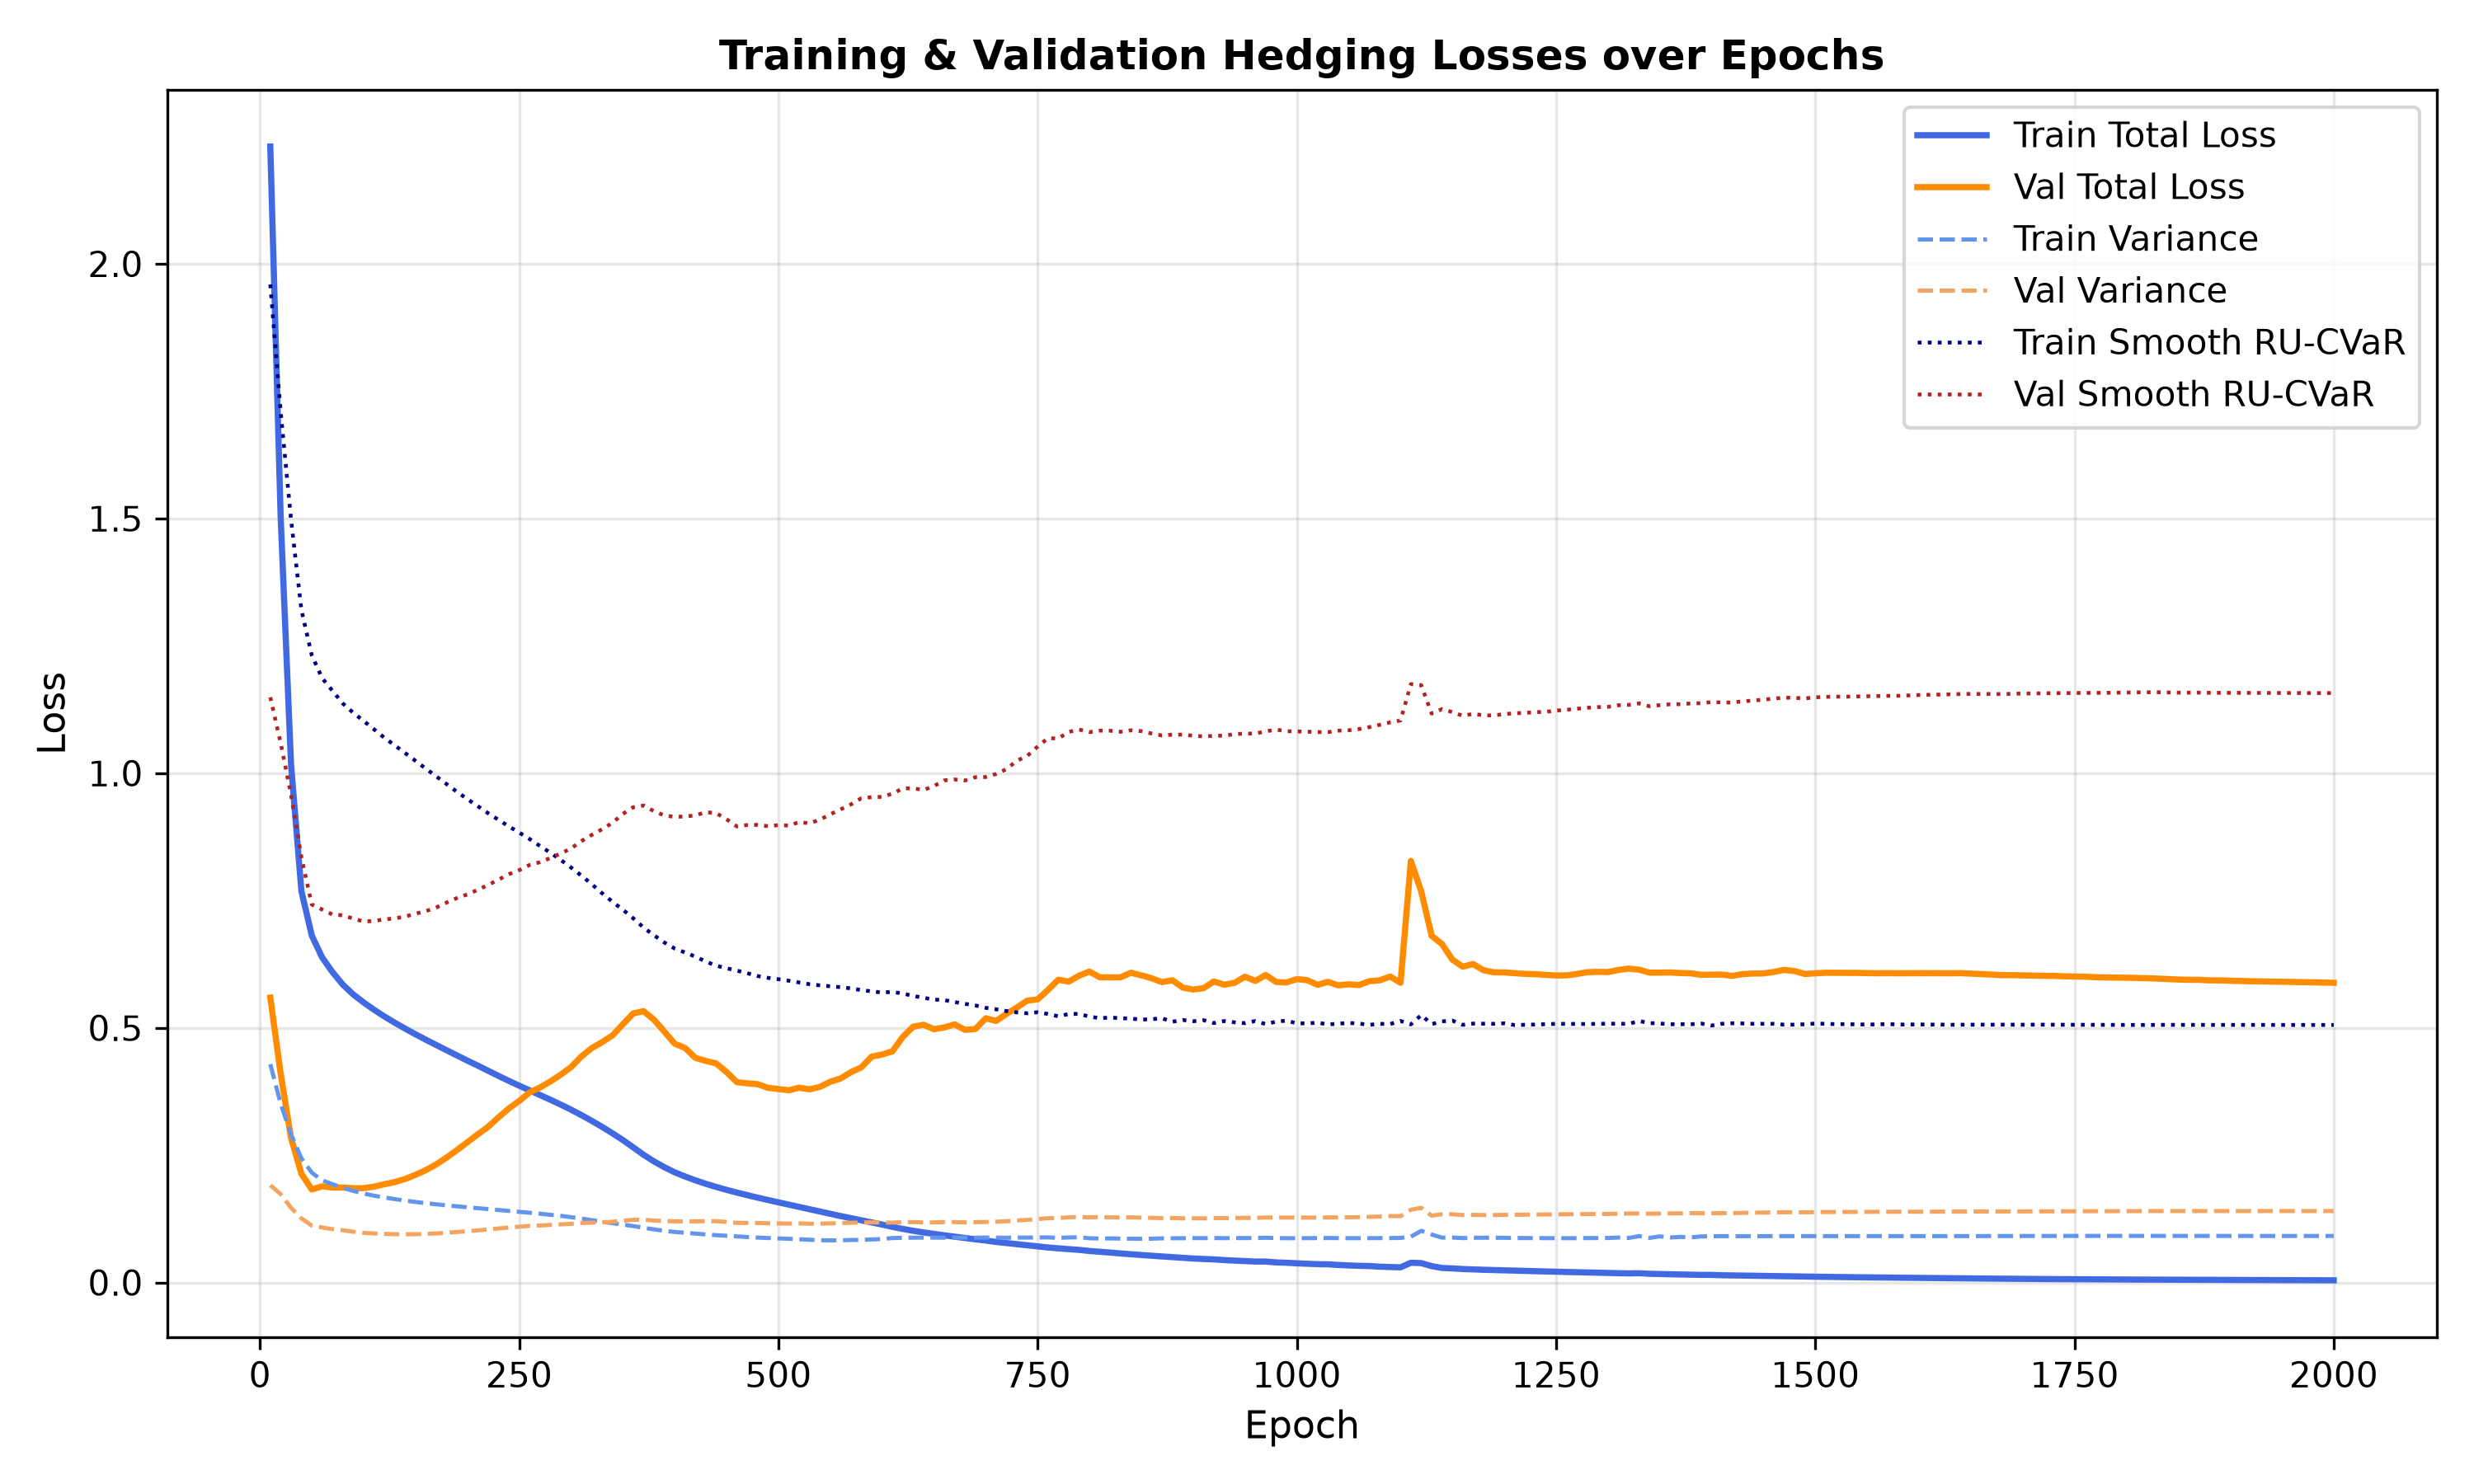 Training & Validation Hedging Losses over Epochs
Train Total Loss
Val Total Loss
Train Variance
Val Variance
Train Smooth RU-CVaR
Val Smooth RU-CVaR
2.0
1.5
1.0
0.5
0.0
Loss
0 250 500 750 1000 1250 1500 1750 2000
Epoch